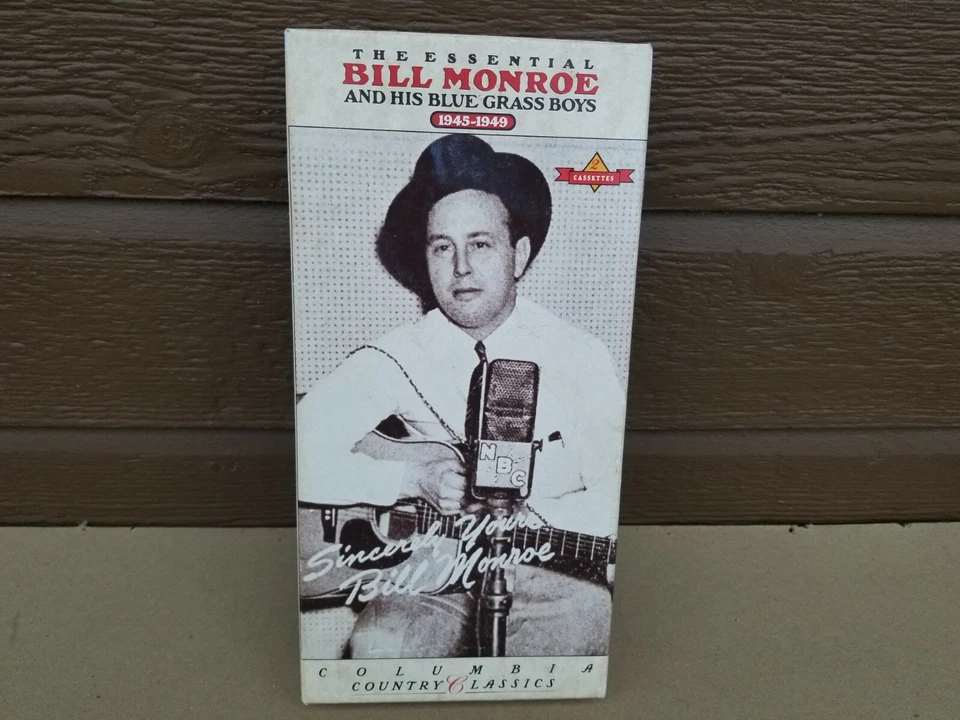 THE ESSENTIAL
BILL MONROE
AND HIS BLUE GRASS BOYS
1945-1949
2
CASSETTES
NBC
Sincerely Yours
Bill Monroe
COLUMBIA
COUNTRY CLASSICS